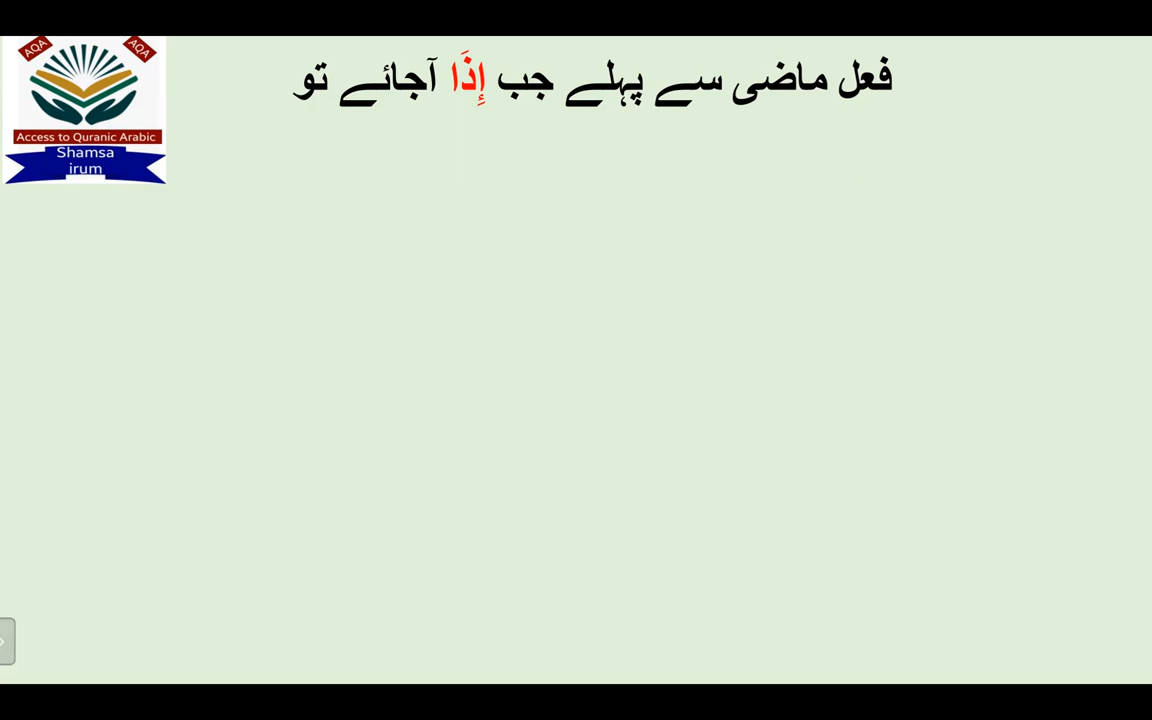 AQA
AQA
فعل ماضی سے پہلے جب إِذَا آجائے تو
Access to Quranic Arabic
Shamsa
irum